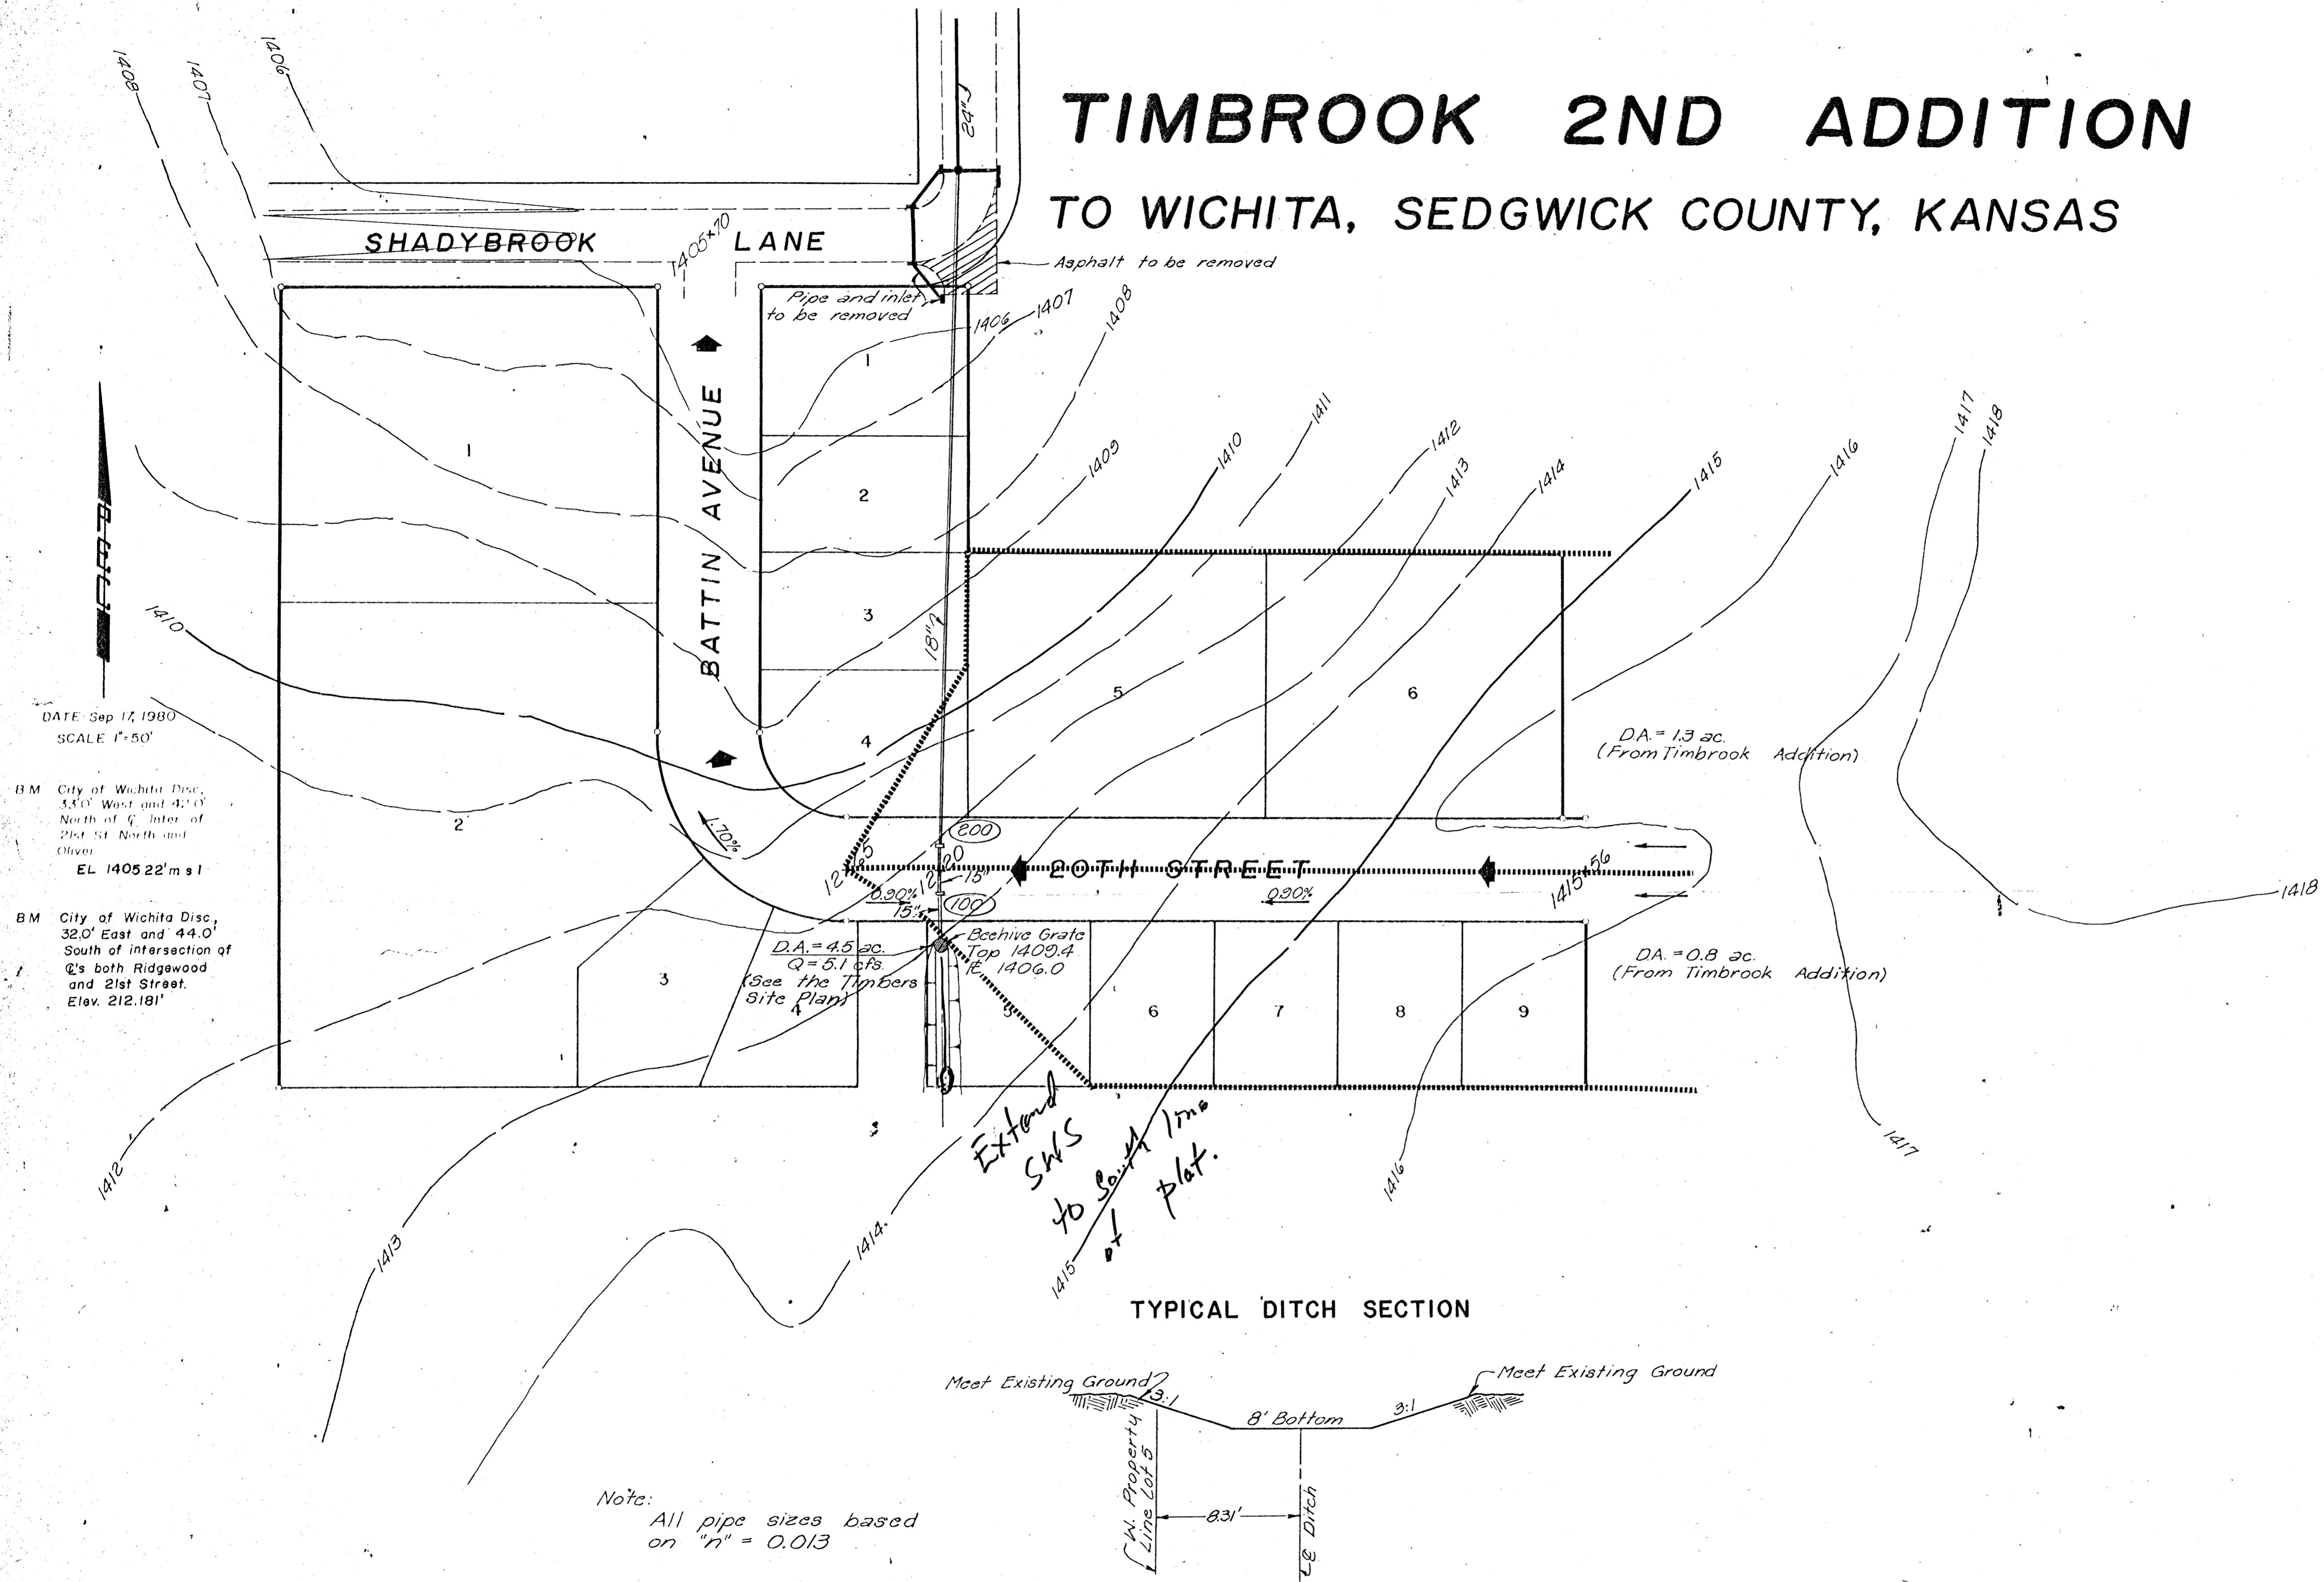 TIMBROOK 2ND ADDITION
TO WICHITA, SEDGWICK COUNTY, KANSAS
1408
1407
1406
24"
SHADYBROOK LANE
1405+70
Asphalt to be removed
Pipe and inlet
to be removed
1406
1407
1408
1409
1410
1411
1412
1413
1414
1415
1416
1417
1418
BATTIN AVENUE
1
1
2
3
4
5
6
18"
1410
DATE: Sep 17, 1980
SCALE 1"=50'
BM City of Wichita Disc,
33.0' West and 42.0'
North of ℄ Inter of
21st St North and
Oliver
EL 1405.22' m s l
BM City of Wichita Disc,
32.0' East and 44.0'
South of intersection of
℄'s both Ridgewood
and 21st Street.
Elev. 212.181'
2
1.70%
D.A. = 1.3 ac.
(From Timbrook Addition)
200
20TH STREET
15"
0.90%
0.90%
1415+56
15"
100
1418
Beehive Grate
Top 1409.4
℄ 1406.0
D.A. = 4.5 ac.
Q = 5.1 cfs.
(See the Timbers
Site Plan)
D.A. = 0.8 ac.
(From Timbrook Addition)
3
4
5
6
7
8
9
Extend
SWS
to South line
of plat.
1412
1413
1414
1415
1416
1417
TYPICAL DITCH SECTION
Meet Existing Ground
Meet Existing Ground
3:1
8' Bottom
3:1
W. Property
Line Lot 5
8.31'
℄ Ditch
Note:
All pipe sizes based
on "n" = 0.013